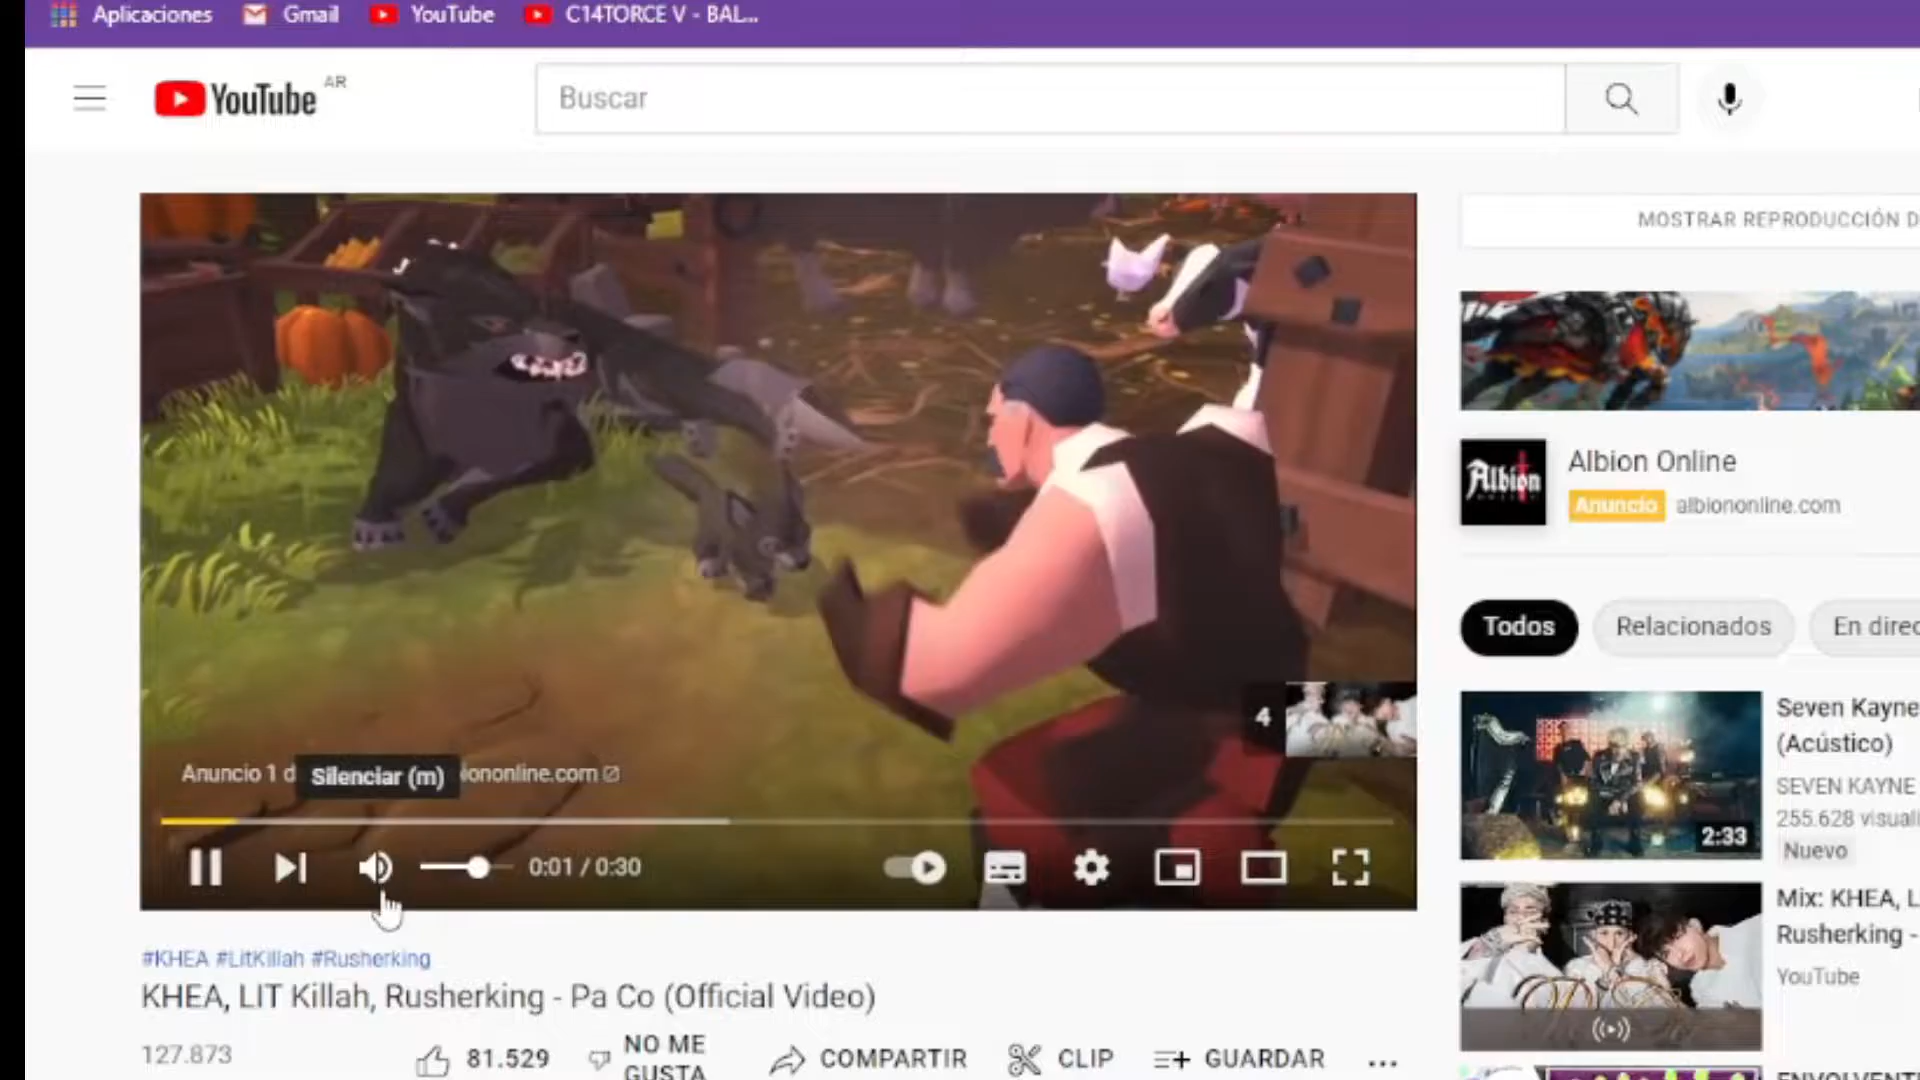 Aplicaciones Gmail YouTube C14TORCE V - BAL...
YouTube AR
Buscar
MOSTRAR REPRODUCCIÓN D
Albion
Albion Online
Anuncio albiononline.com
Todos Relacionados En direc
4
Anuncio 1 d Silenciar (m) iononline.com
0:01 / 0:30
Seven Kayne
(Acústico)
SEVEN KAYNE
255.628 visuali
Nuevo
2:33
Mix: KHEA, L
Rusherking -
YouTube
#KHEA #LitKillah #Rusherking
KHEA, LIT Killah, Rusherking - Pa Co (Official Video)
127.873
81.529
NO ME
GUSTA
COMPARTIR
CLIP
GUARDAR
...